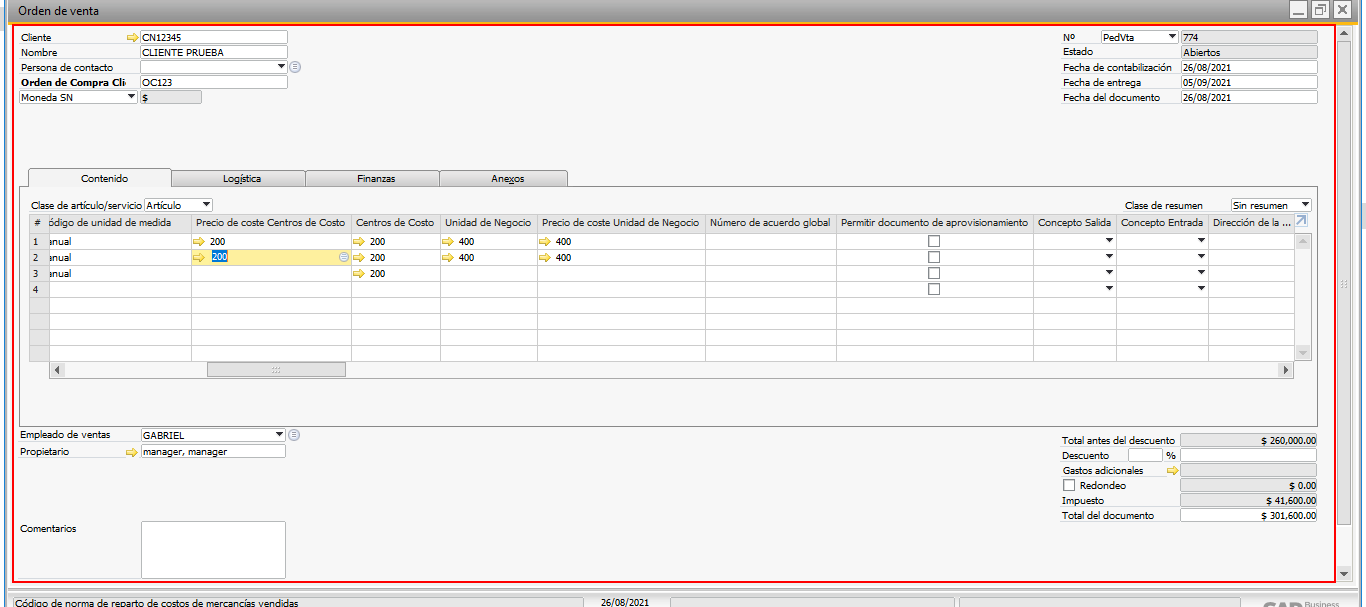 Orden de venta
Cliente CN12345
Nombre CLIENTE PRUEBA
Persona de contacto
Orden de Compra Cli OC123
Moneda SN $
Nº PedVta 774
Estado Abiertos
Fecha de contabilización 26/08/2021
Fecha de entrega 05/09/2021
Fecha del documento 26/08/2021
Contenido Logística Finanzas Anexos
Clase de artículo/servicio Artículo Clase de resumen Sin resumen
# ódigo de unidad de medida Precio de coste Centros de Costo Centros de Costo Unidad de Negocio Precio de coste Unidad de Negocio Número de acuerdo global Permitir documento de aprovisionamiento Concepto Salida Concepto Entrada Dirección de la ...
1 anual 200 200 400 400
2 anual 200 200 400 400
3 anual 200
4
Empleado de ventas GABRIEL
Propietario manager, manager
Comentarios
Total antes del descuento $ 260,000.00
Descuento %
Gastos adicionales
Redondeo $ 0.00
Impuesto $ 41,600.00
Total del documento $ 301,600.00
Código de norma de reparto de costos de mercancías vendidas 26/08/2021
SAP Business